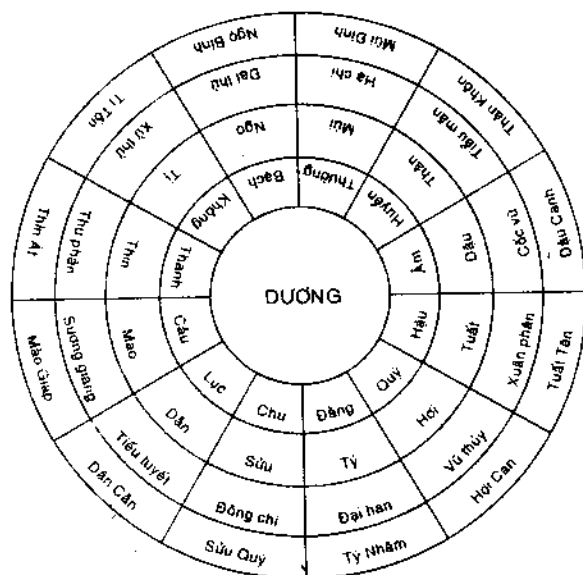 Ngọ Bính
Mùi Đinh
Thân Khôn
Dậu Canh
Tuất Tân
Hợi Càn
Tý Nhâm
Sửu Quý
Dần Cấn
Mão Giáp
Thìn Ất
Tị Tốn
Đại thử
Hạ chí
Tiểu mãn
Cốc vũ
Xuân phân
Vũ thủy
Đại hàn
Đông chí
Tiểu tuyết
Sương giáng
Thu phân
Xử thử
Ngọ
Mùi
Thân
Dậu
Tuất
Hợi
Tý
Sửu
Dần
Mão
Thìn
Tị
Bạch
Thường
Huyền
Âm
Hậu
Quý
Đằng
Chu
Lục
Câu
Thanh
Không
DƯƠNG